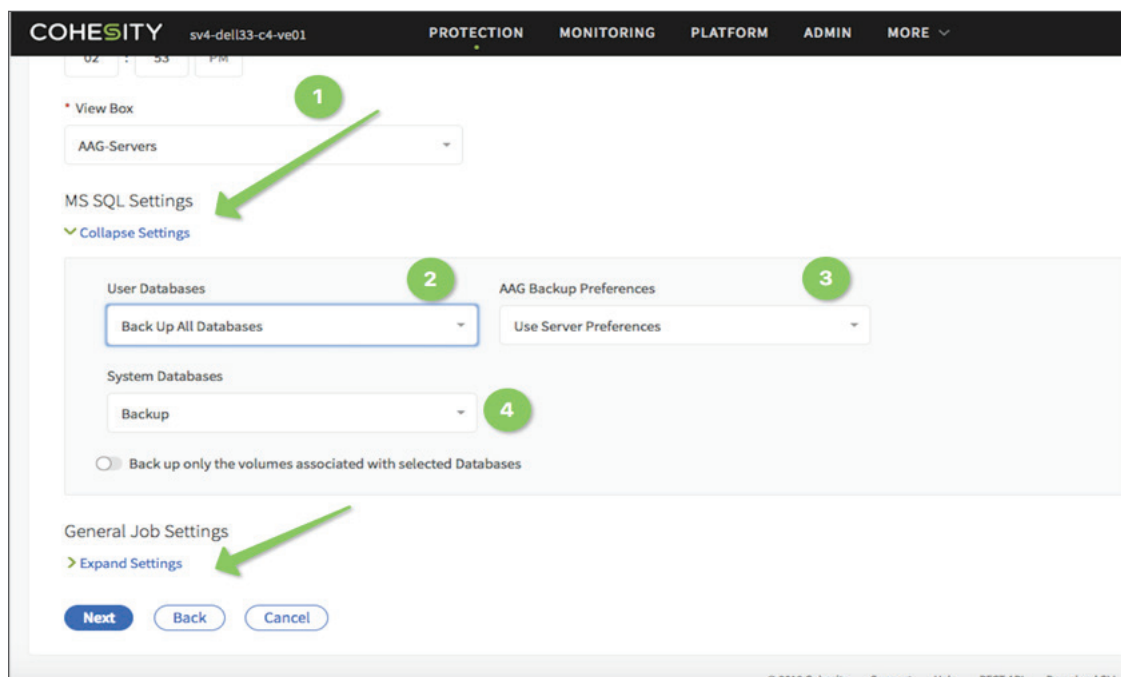 COHESITY sv4-dell33-c4-ve01 PROTECTION MONITORING PLATFORM ADMIN MORE
02 : 53 PM
1
* View Box
AAG-Servers
MS SQL Settings
Collapse Settings
2
3
User Databases AAG Backup Preferences
Back Up All Databases Use Server Preferences
System Databases
Backup
4
Back up only the volumes associated with selected Databases
General Job Settings
Expand Settings
Next Back Cancel